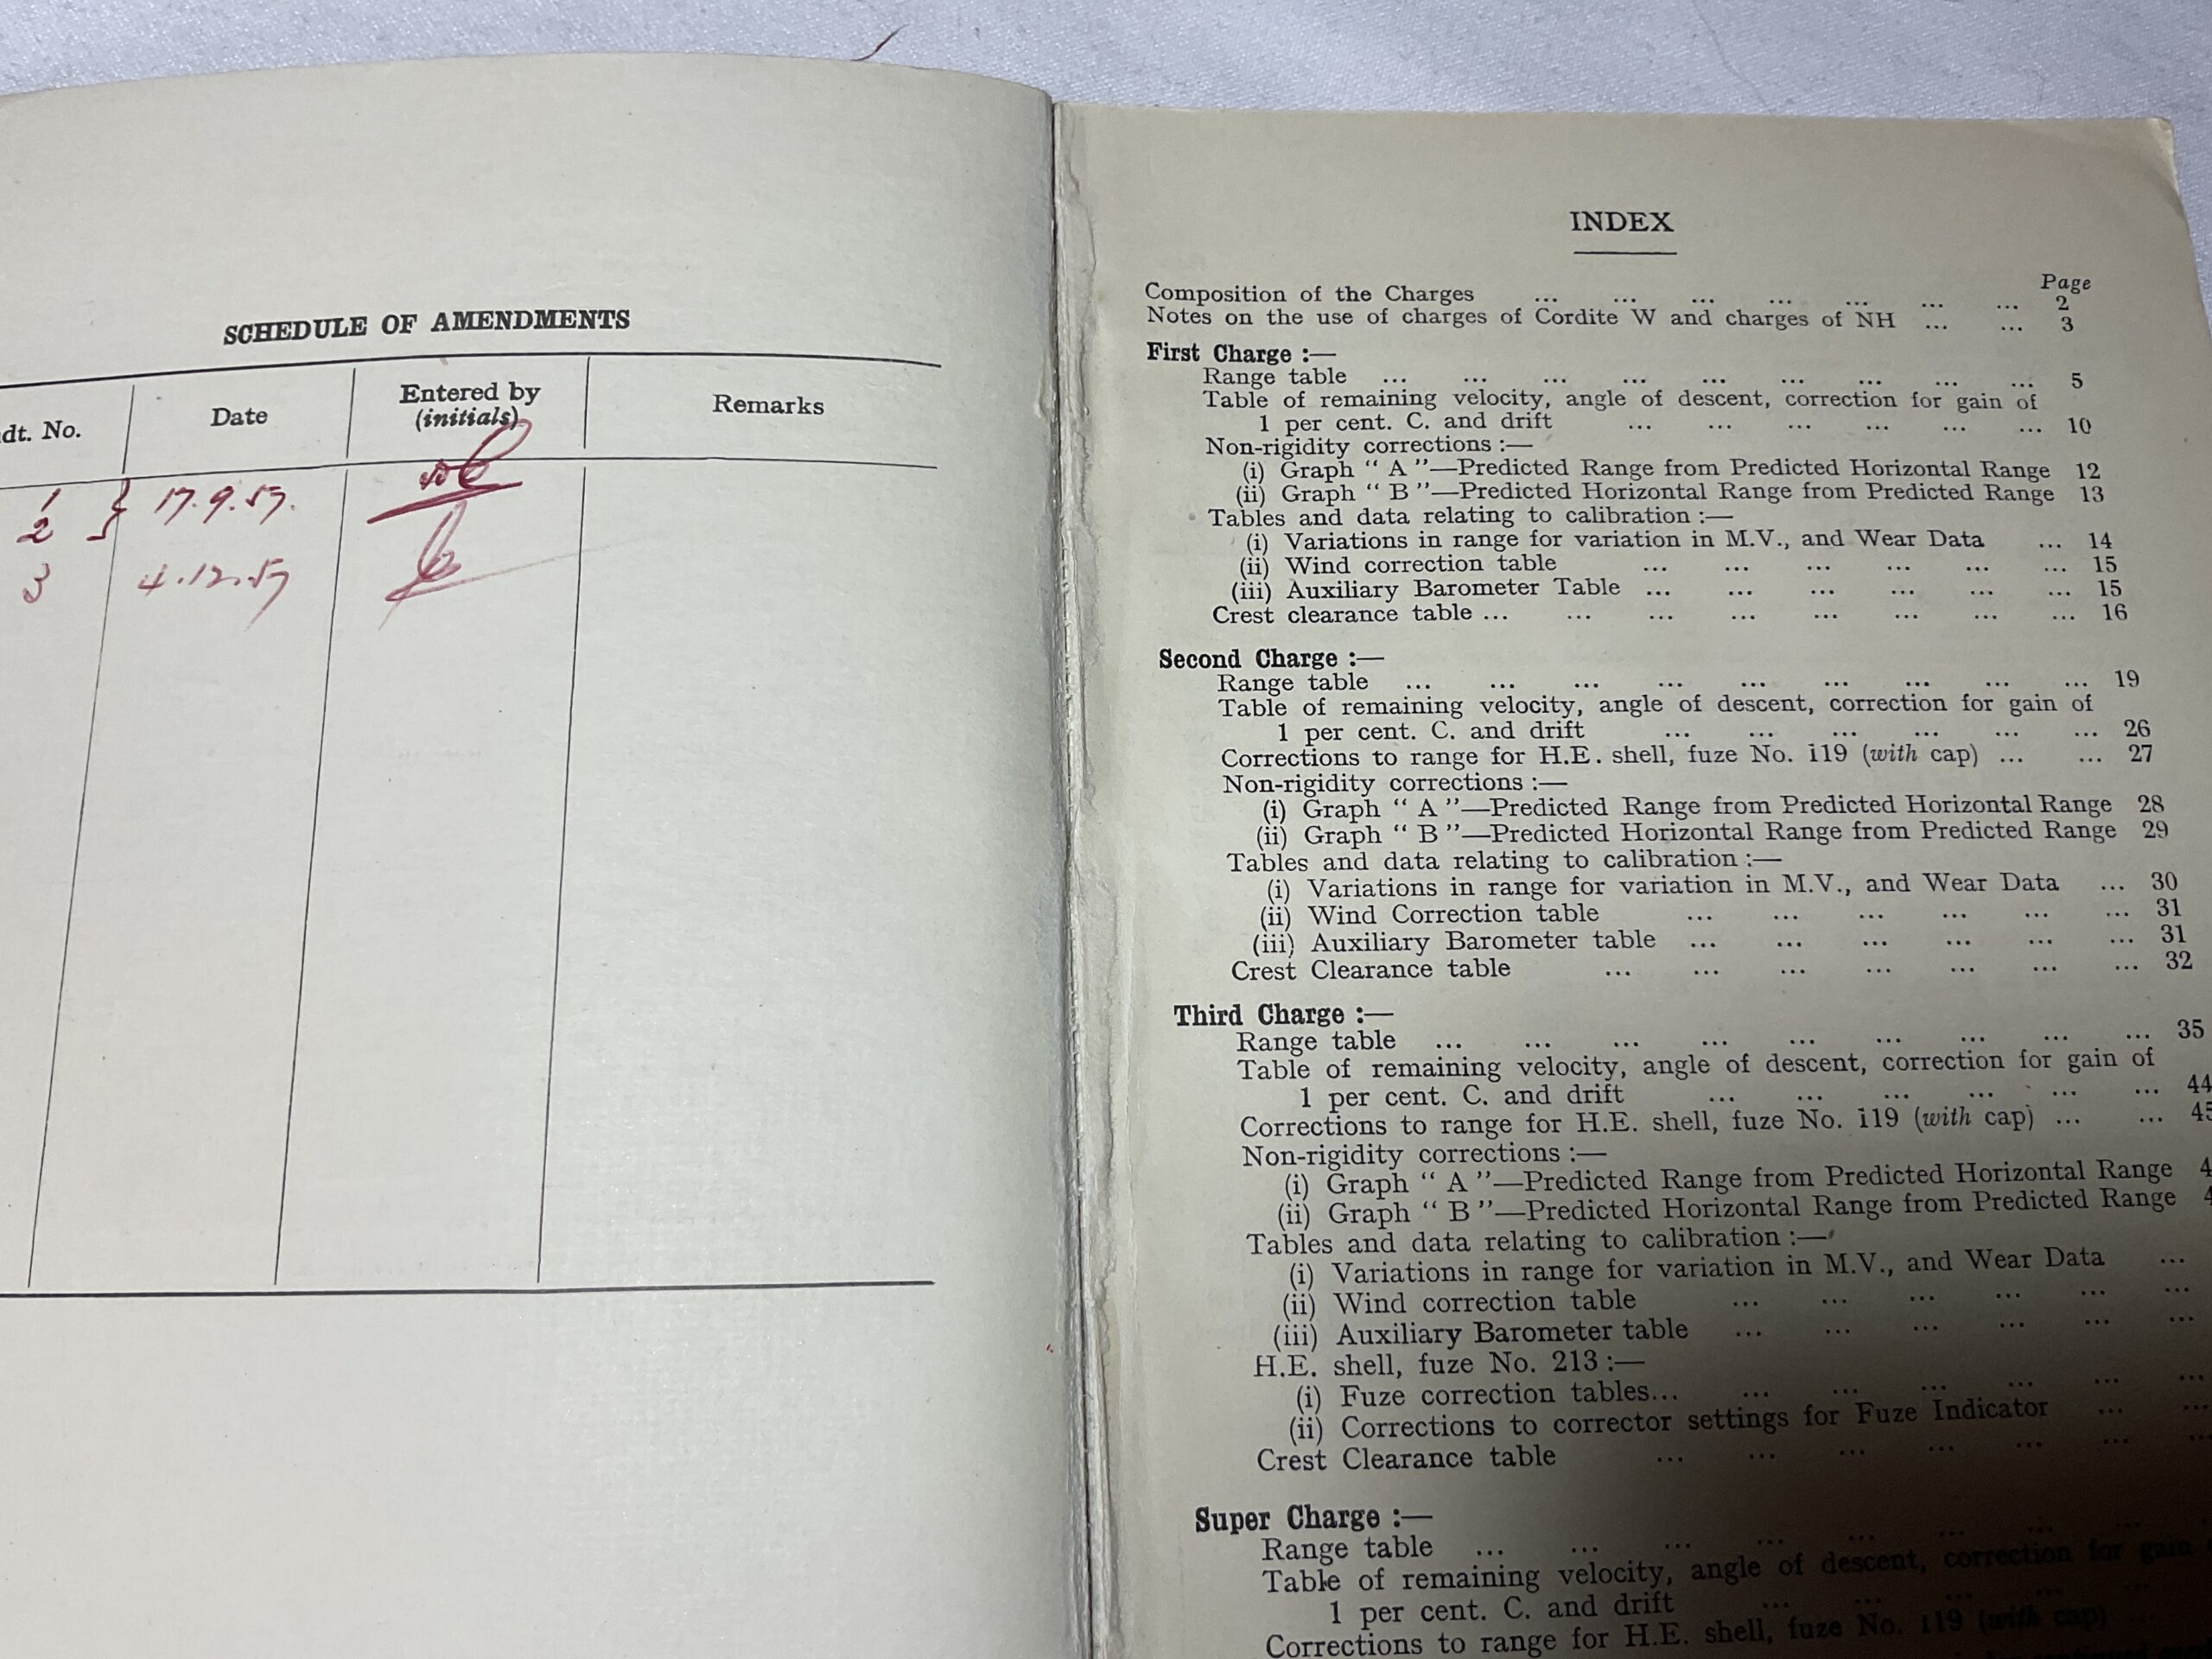 SCHEDULE OF AMENDMENTS
dt. No. Date Entered by (initials) Remarks
1
2 } 17.9.57.
3 4.12.57
INDEX
Page
Composition of the Charges ... ... ... ... ... ... ... 2
Notes on the use of charges of Cordite W and charges of NH ... ... 3
First Charge :—
Range table ... ... ... ... ... ... ... ... ... 5
Table of remaining velocity, angle of descent, correction for gain of
1 per cent. C. and drift ... ... ... ... ... ... 10
Non-rigidity corrections :—
(i) Graph “ A ”—Predicted Range from Predicted Horizontal Range 12
(ii) Graph “ B ”—Predicted Horizontal Range from Predicted Range 13
Tables and data relating to calibration :—
(i) Variations in range for variation in M.V., and Wear Data ... 14
(ii) Wind correction table ... ... ... ... ... ... 15
(iii) Auxiliary Barometer Table ... ... ... ... ... ... 15
Crest clearance table ... ... ... ... ... ... ... ... 16
Second Charge :—
Range table ... ... ... ... ... ... ... ... ... 19
Table of remaining velocity, angle of descent, correction for gain of
1 per cent. C. and drift ... ... ... ... ... ... 26
Corrections to range for H.E. shell, fuze No. 119 (with cap) ... ... 27
Non-rigidity corrections :—
(i) Graph “ A ”—Predicted Range from Predicted Horizontal Range 28
(ii) Graph “ B ”—Predicted Horizontal Range from Predicted Range 29
Tables and data relating to calibration :—
(i) Variations in range for variation in M.V., and Wear Data ... 30
(ii) Wind Correction table ... ... ... ... ... ... 31
(iii) Auxiliary Barometer table ... ... ... ... ... ... 31
Crest Clearance table ... ... ... ... ... ... ... 32
Third Charge :—
Range table ... ... ... ... ... ... ... ... ... 35
Table of remaining velocity, angle of descent, correction for gain of
1 per cent. C. and drift ... ... ... ... ... ... 44
Corrections to range for H.E. shell, fuze No. 119 (with cap) ... ... 45
Non-rigidity corrections :—
(i) Graph “ A ”—Predicted Range from Predicted Horizontal Range 4
(ii) Graph “ B ”—Predicted Horizontal Range from Predicted Range 4
Tables and data relating to calibration :—
(i) Variations in range for variation in M.V., and Wear Data ...
(ii) Wind correction table ... ... ... ... ... ...
(iii) Auxiliary Barometer table ... ... ... ... ... ...
H.E. shell, fuze No. 213 :—
(i) Fuze correction tables... ... ... ... ... ... ...
(ii) Corrections to corrector settings for Fuze Indicator ... ...
Crest Clearance table ... ... ... ... ... ... ...
Super Charge :—
Range table ... ... ... ... ... ... ...
Table of remaining velocity, angle of descent, correction for gain
1 per cent. C. and drift ... ... ... ... ...
Corrections to range for H.E. shell, fuze No. 119 (with cap)